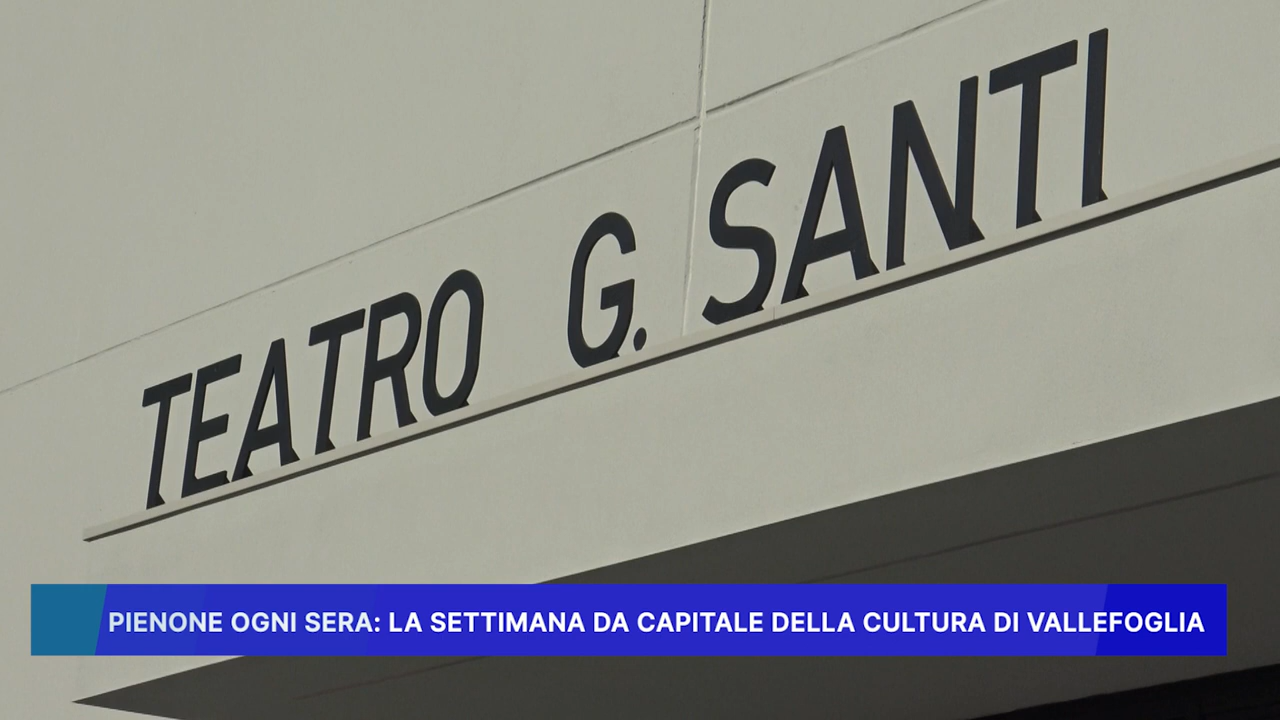 TEATRO G. SANTI
PIENONE OGNI SERA: LA SETTIMANA DA CAPITALE DELLA CULTURA DI VALLEFOGLIA